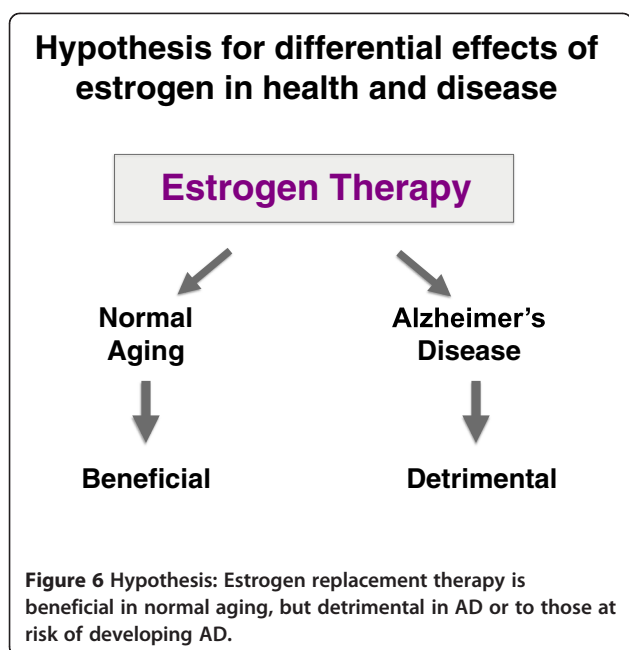 Hypothesis for differential effects of
estrogen in health and disease
Estrogen Therapy
Normal
Aging
Alzheimer's
Disease
Beneficial
Detrimental
Figure 6 Hypothesis: Estrogen replacement therapy is
beneficial in normal aging, but detrimental in AD or to those at
risk of developing AD.